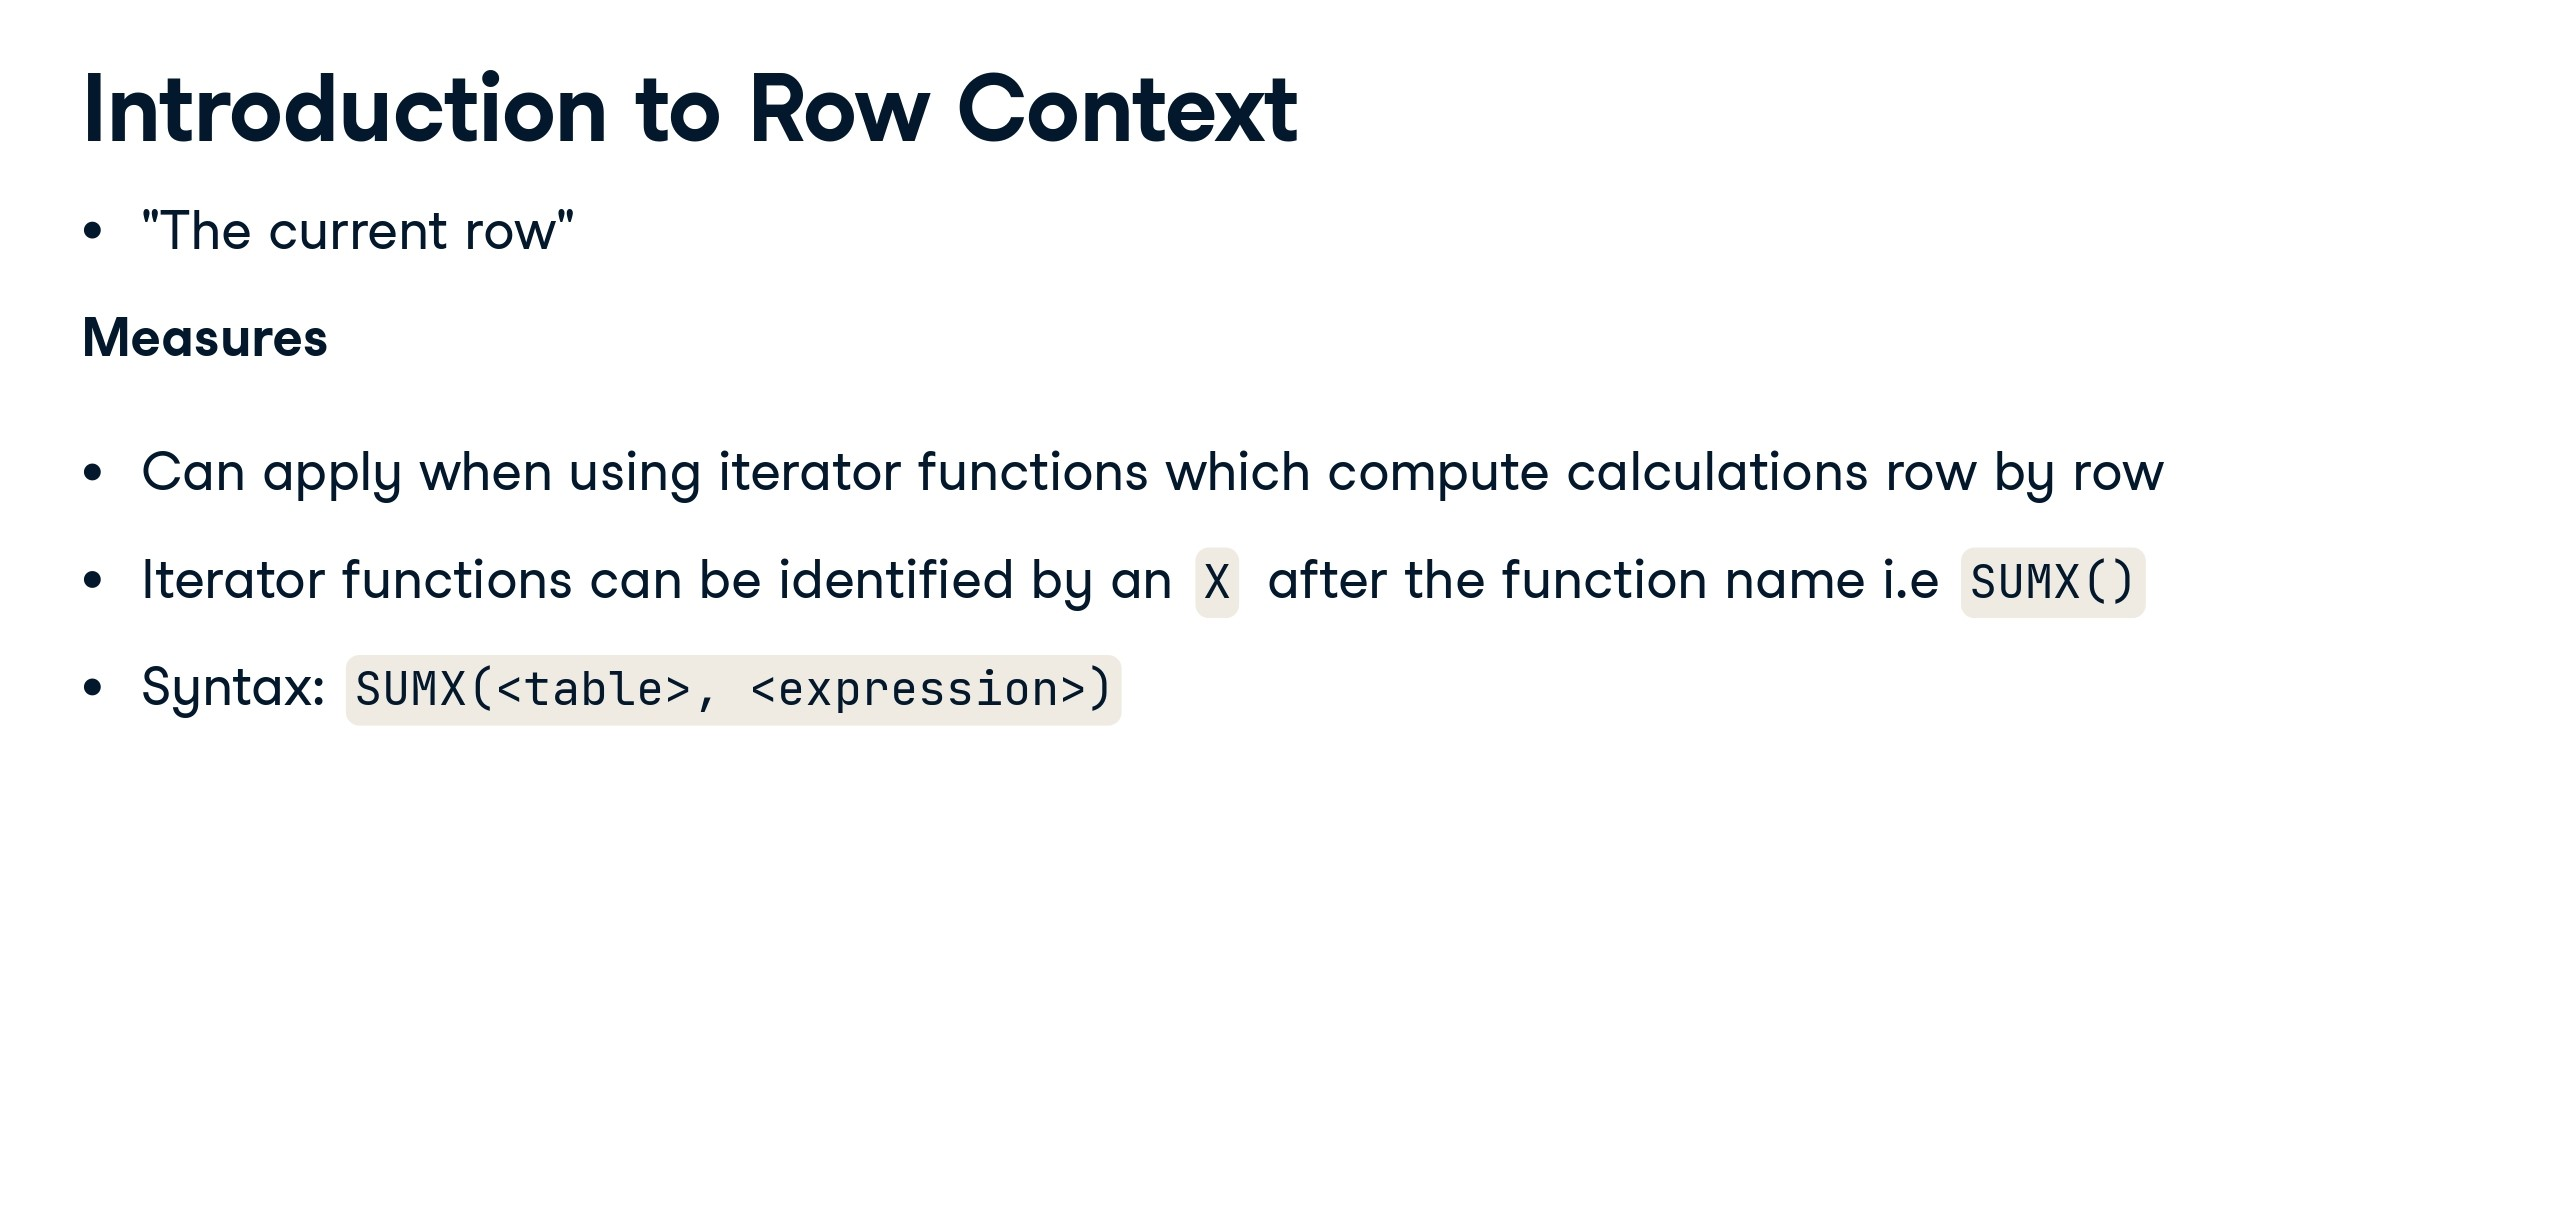 Introduction to Row Context
• "The current row"
Measures
• Can apply when using iterator functions which compute calculations row by row
• Iterator functions can be identified by an X after the function name i.e SUMX()
• Syntax: SUMX(<table>, <expression>)